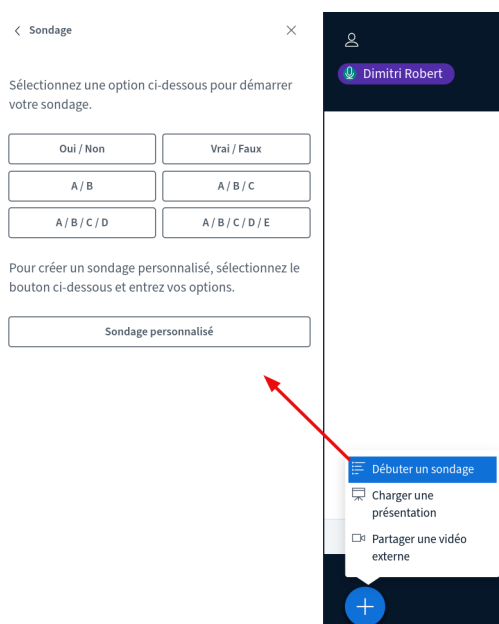 Sondage
Sélectionnez une option ci-dessous pour démarrer
votre sondage.
Oui / Non
Vrai / Faux
A / B
A / B / C
A / B / C / D
A / B / C / D / E
Pour créer un sondage personnalisé, sélectionnez le
bouton ci-dessous et entrez vos options.
Sondage personnalisé
Dimitri Robert
Débuter un sondage
Charger une
présentation
Partager une vidéo
externe